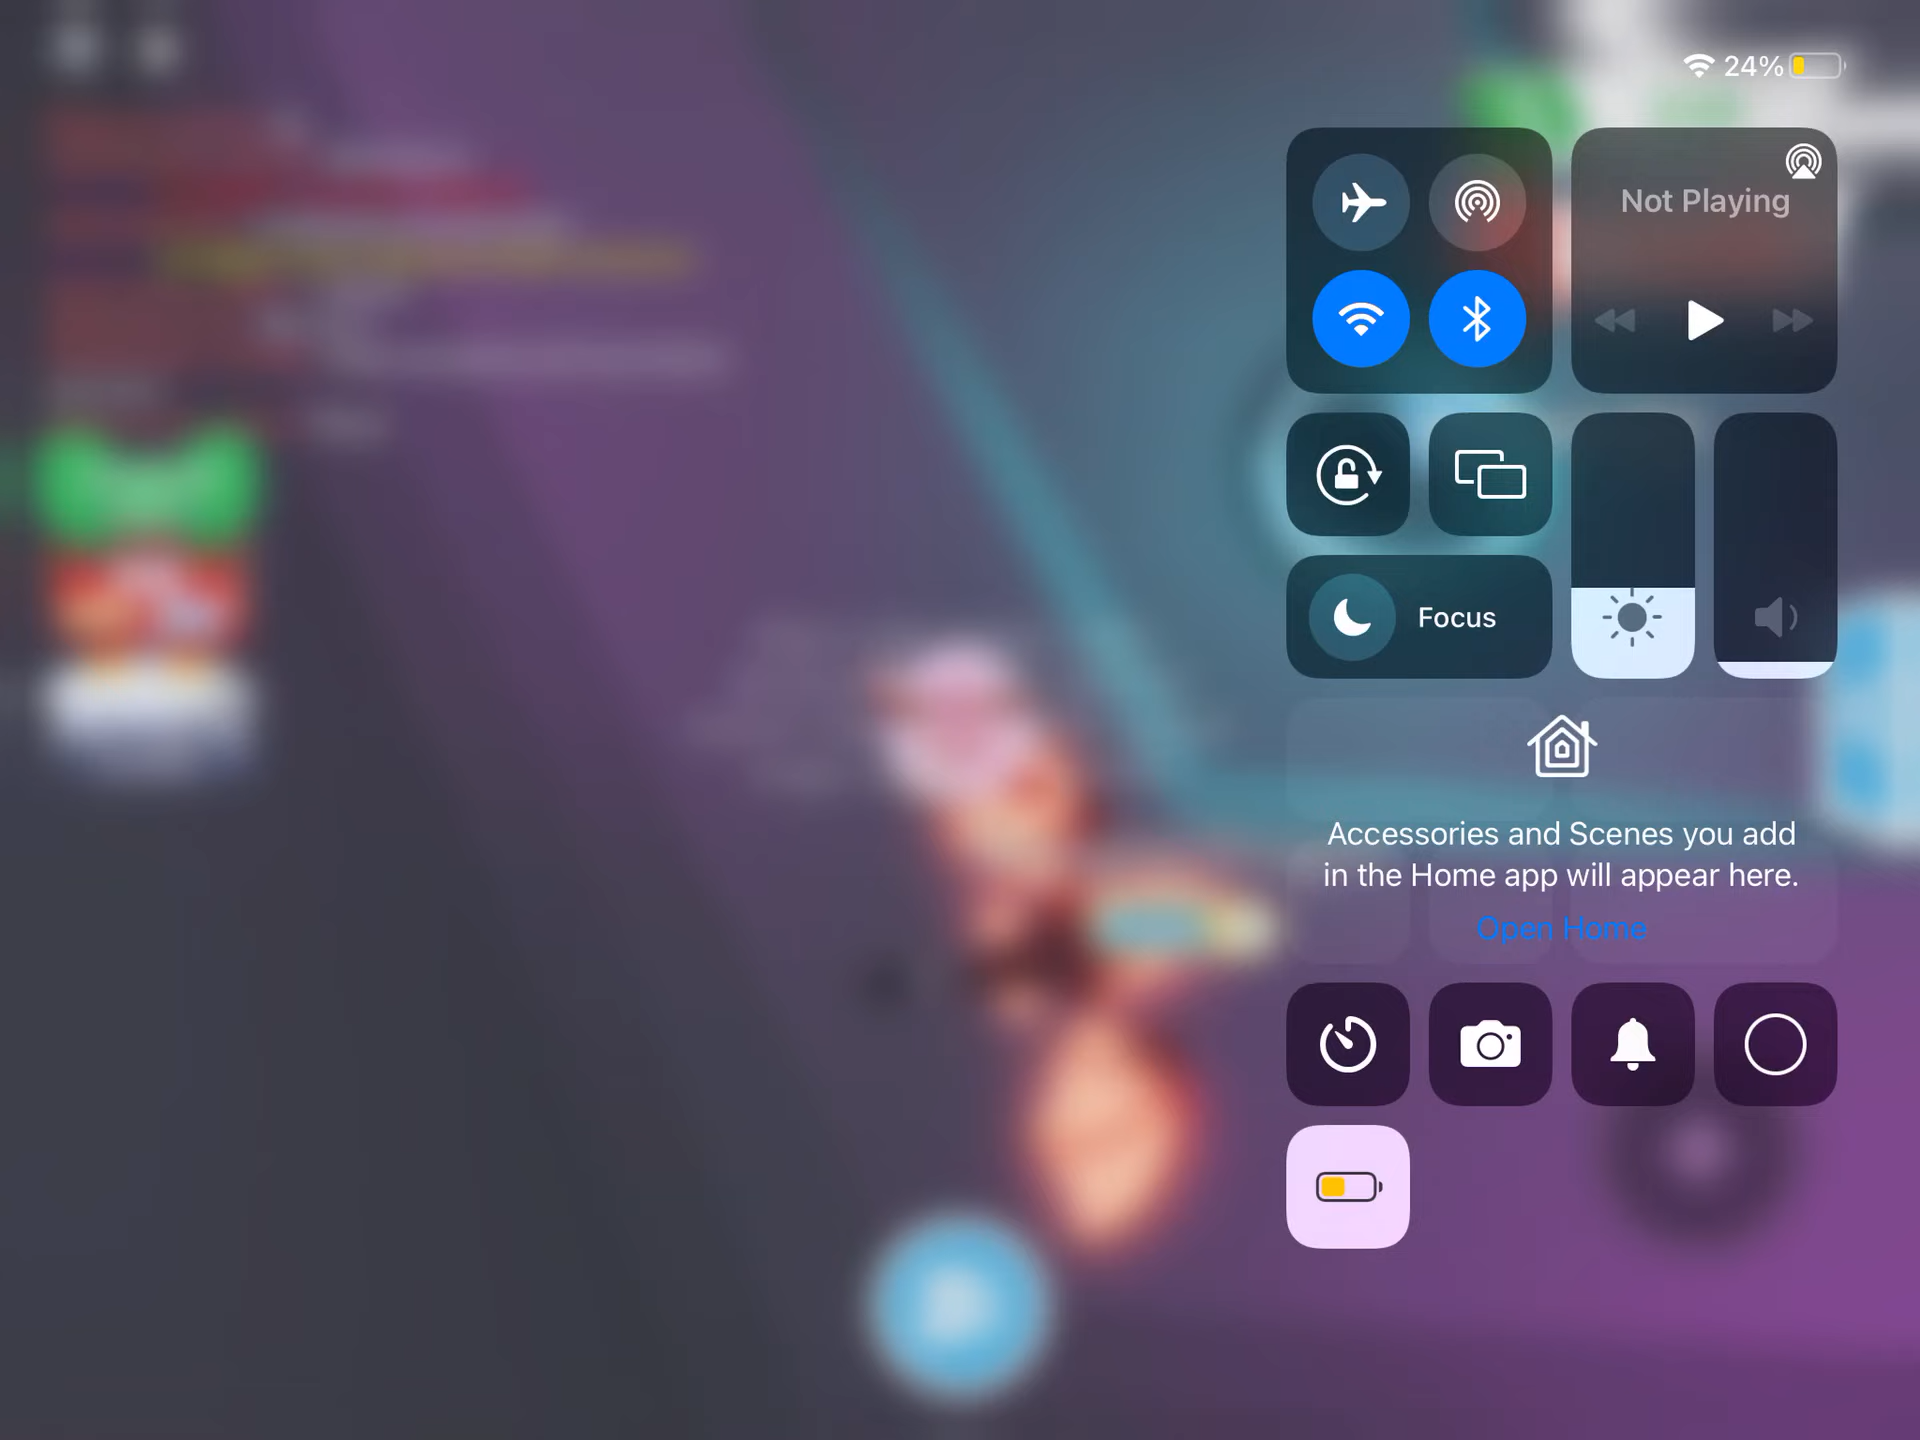 24%
Not Playing
Focus
Accessories and Scenes you add
in the Home app will appear here.
Open Home